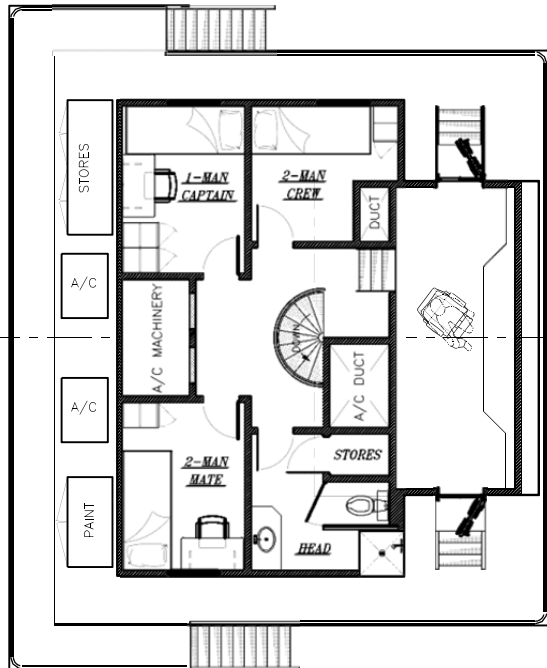 STORES
1-MAN
CAPTAIN
2-MAN
CREW
DUCT
A/C
A/C MACHINERY
DOWN
A/C DUCT
A/C
STORES
2-MAN
MATE
PAINT
HEAD